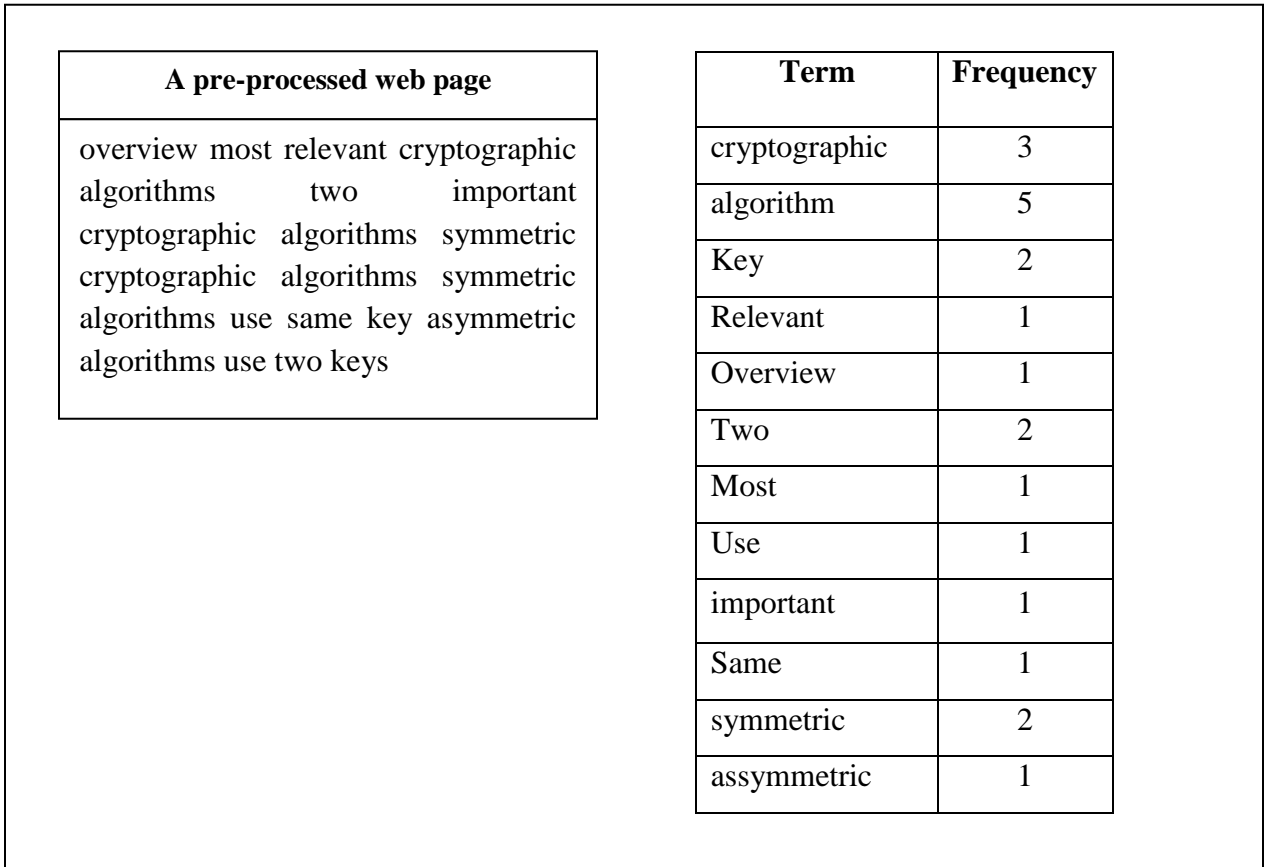 A pre-processed web page
overview most relevant cryptographic
algorithms two important
cryptographic algorithms symmetric
cryptographic algorithms symmetric
algorithms use same key asymmetric
algorithms use two keys
Term Frequency
cryptographic 3
algorithm 5
Key 2
Relevant 1
Overview 1
Two 2
Most 1
Use 1
important 1
Same 1
symmetric 2
assymmetric 1